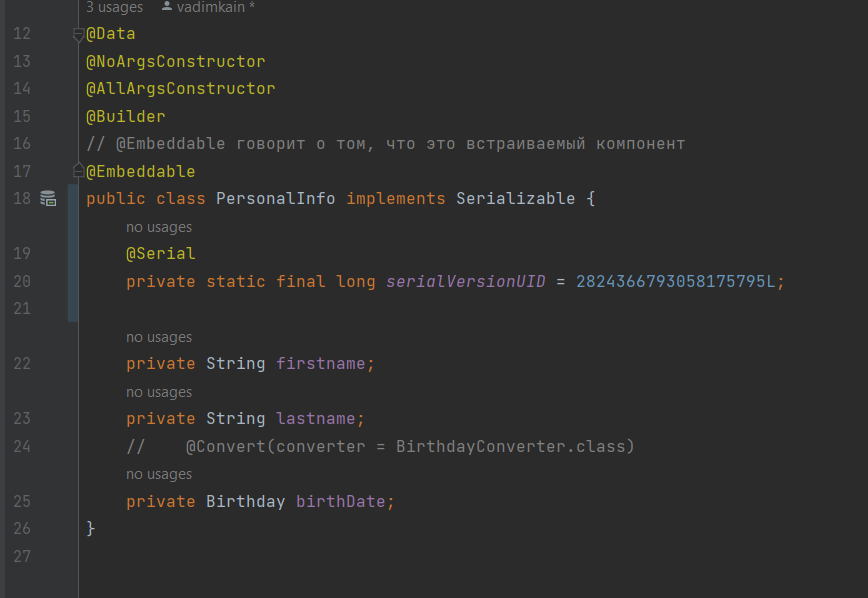 3 usages vadimkain *
12 @Data
13 @NoArgsConstructor
14 @AllArgsConstructor
15 @Builder
16 // @Embeddable говорит о том, что это встраиваемый компонент
17 @Embeddable
18 public class PersonalInfo implements Serializable {
no usages
19 @Serial
20 private static final long serialVersionUID = 2824366793058175795L;
21
no usages
22 private String firstname;
no usages
23 private String lastname;
24 // @Convert(converter = BirthdayConverter.class)
no usages
25 private Birthday birthDate;
26 }
27